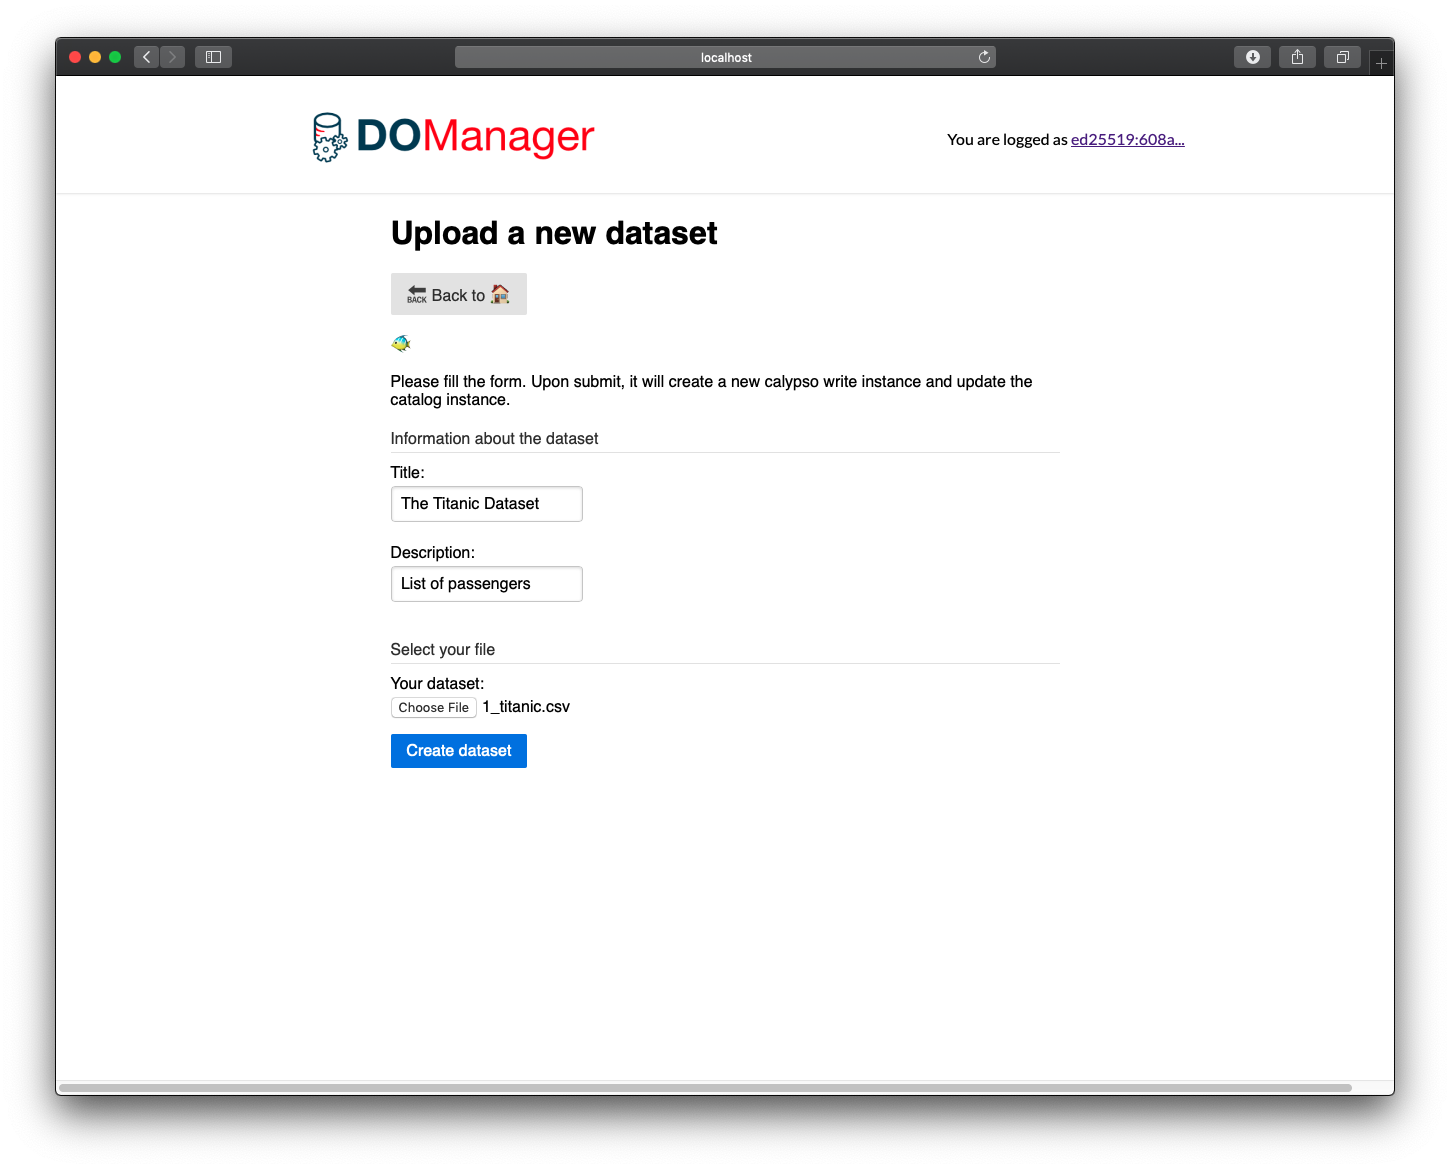 localhost
DOManager
You are logged as ed25519:608a...
Upload a new dataset
BACK Back to
Please fill the form. Upon submit, it will create a new calypso write instance and update the
catalog instance.
Information about the dataset
Title:
The Titanic Dataset
Description:
List of passengers
Select your file
Your dataset:
Choose File 1_titanic.csv
Create dataset